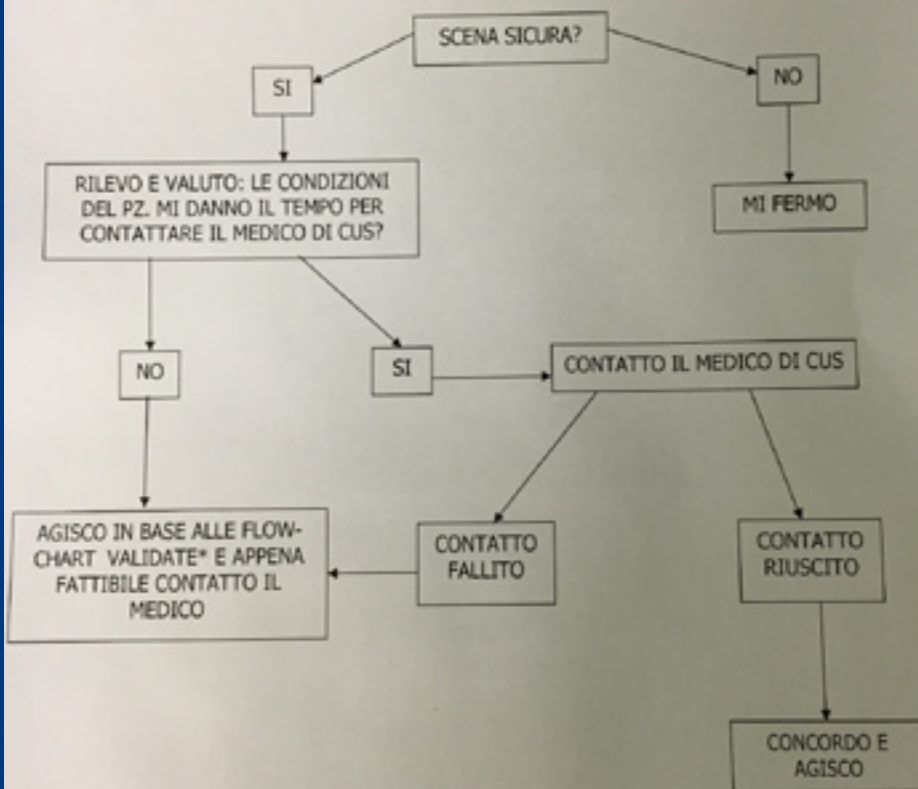 SCENA SICURA?
SI
NO
RILEVO E VALUTO: LE CONDIZIONI
DEL PZ. MI DANNO IL TEMPO PER
CONTATTARE IL MEDICO DI CUS?
MI FERMO
NO
SI
CONTATTO IL MEDICO DI CUS
AGISCO IN BASE ALLE FLOW-
CHART VALIDATE* E APPENA
FATTIBILE CONTATTO IL
MEDICO
CONTATTO
FALLITO
CONTATTO
RIUSCITO
CONCORDO E
AGISCO